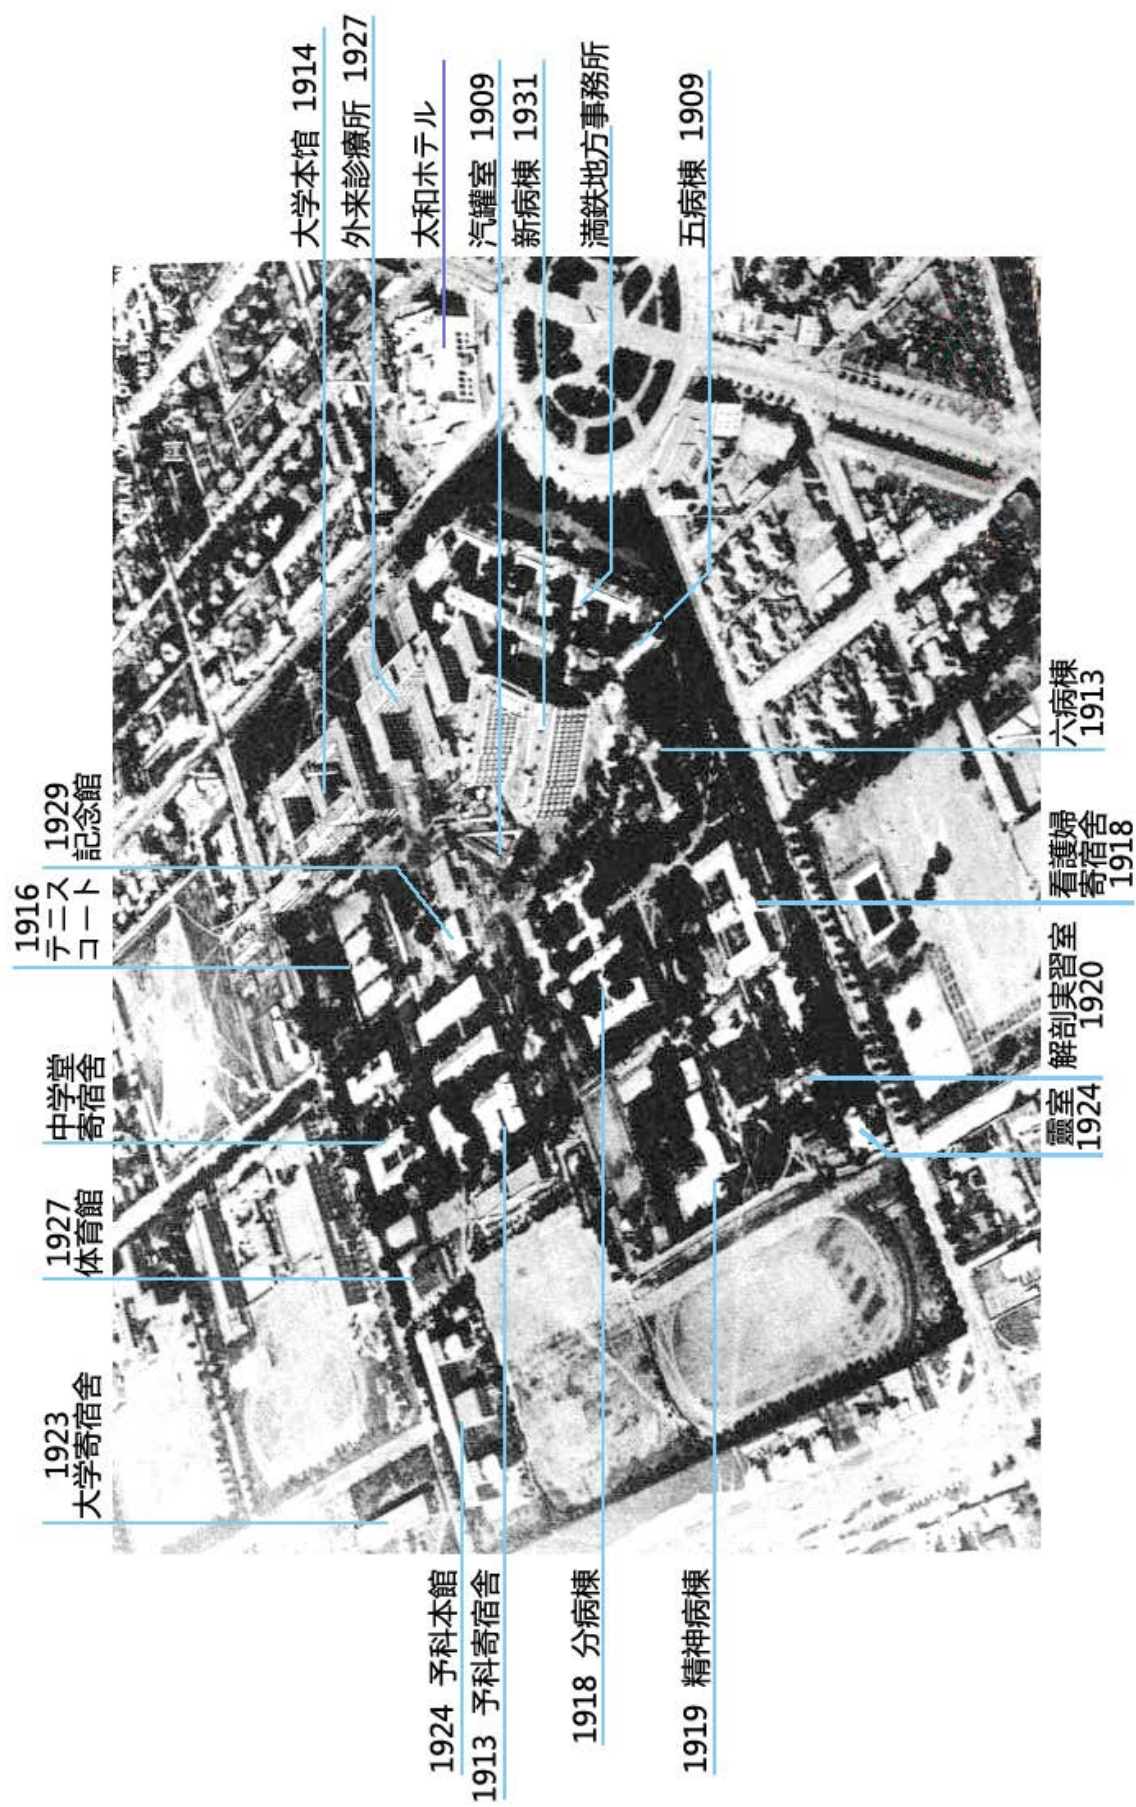 1923
大学寄宿舎
1927
体育館
中学堂
寄宿舎
1916
テニス
コート
1929
記念館
大学本馆 1914
外来診療所 1927
太和ホテル
汽罐室 1909
新病棟 1931
満鉄地方事務所
五病棟 1909
1924 予科本館
1913 予科寄宿舎
1918 分病棟
1919 精神病棟
靈室
1924
解剖実習室
1920
看護婦
寄宿舎
1918
六病棟
1913